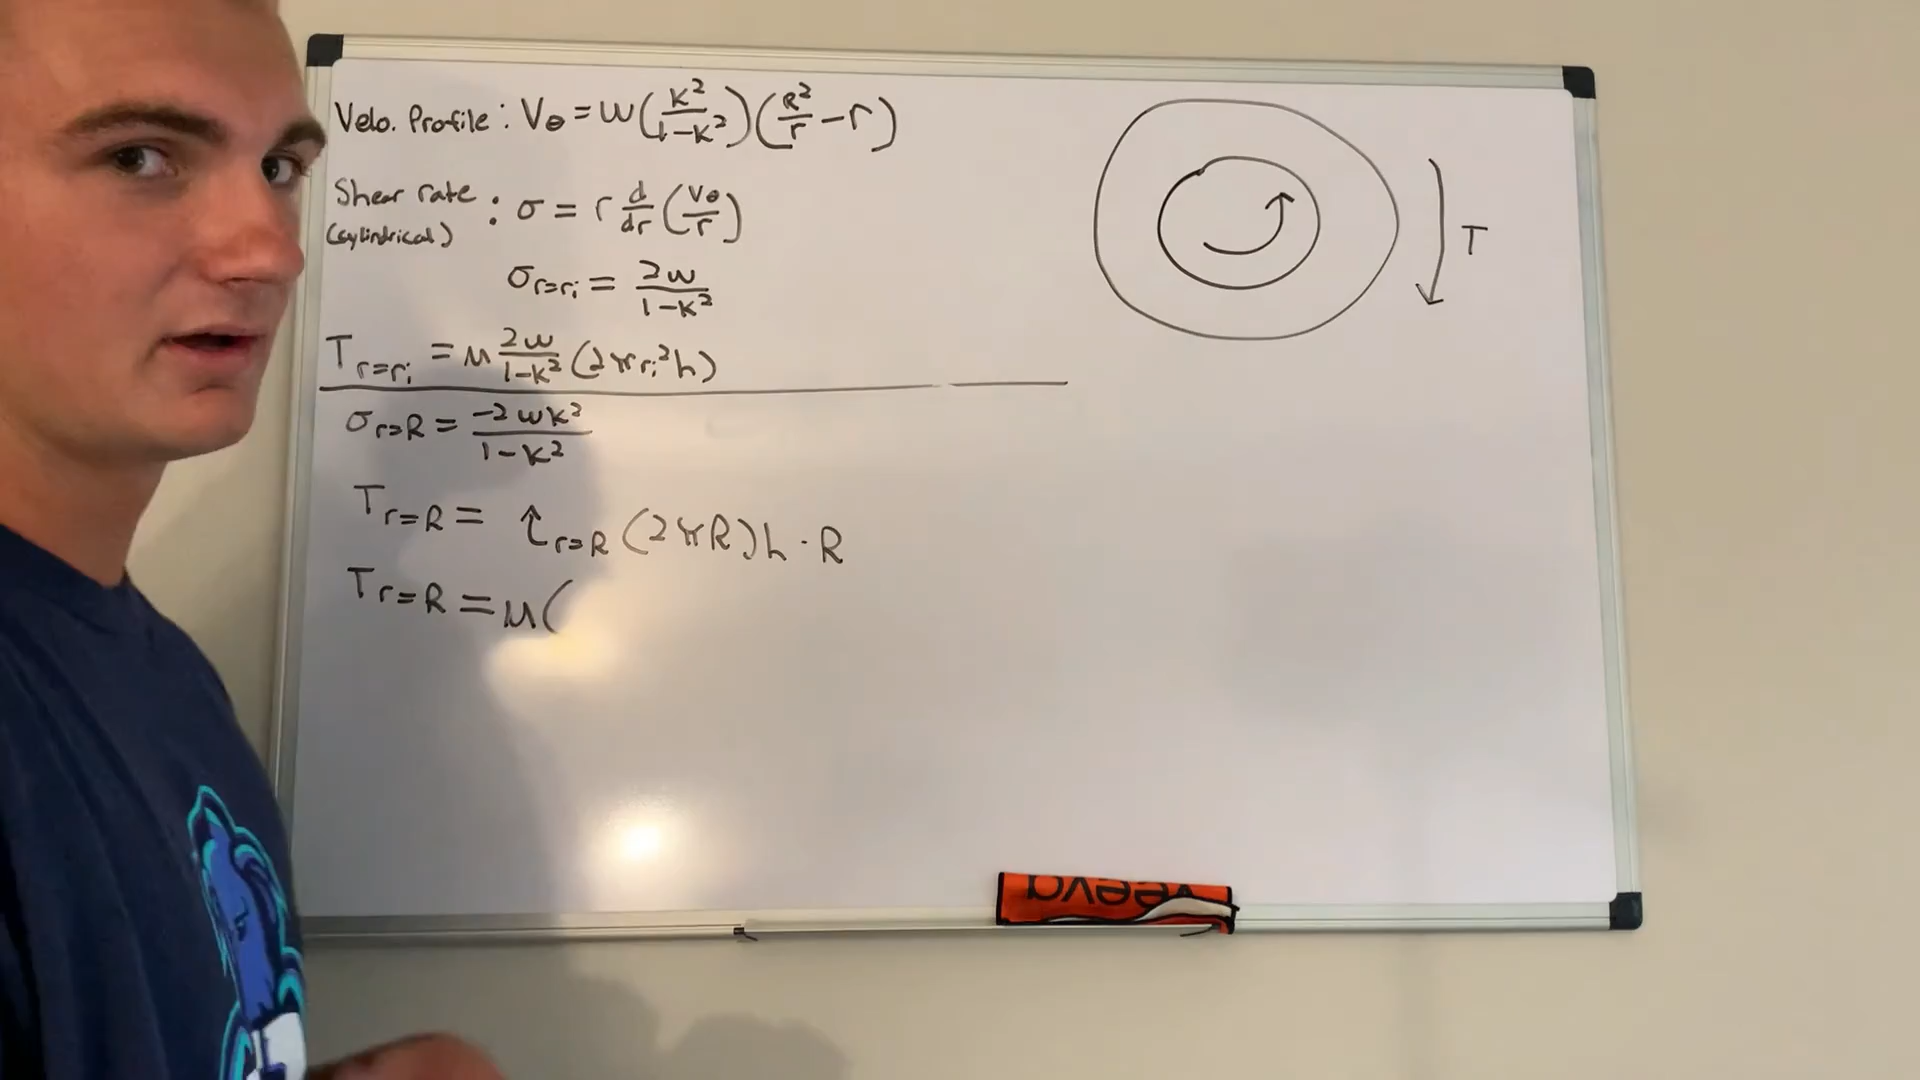 Velo. Profile: Vθ = ω(K²/1-K²)(R²/r - r)
Shear rate (cylindrical): σ = r d/dr (Vθ/r)
σr=ri = 2ω/1-K²
Tr=ri = μ 2ω/1-K² (2πri²h)
σr=R = -2ωK²/1-K²
Tr=R = τr=R (2πR)h · R
Tr=R = μ(
T
veeva